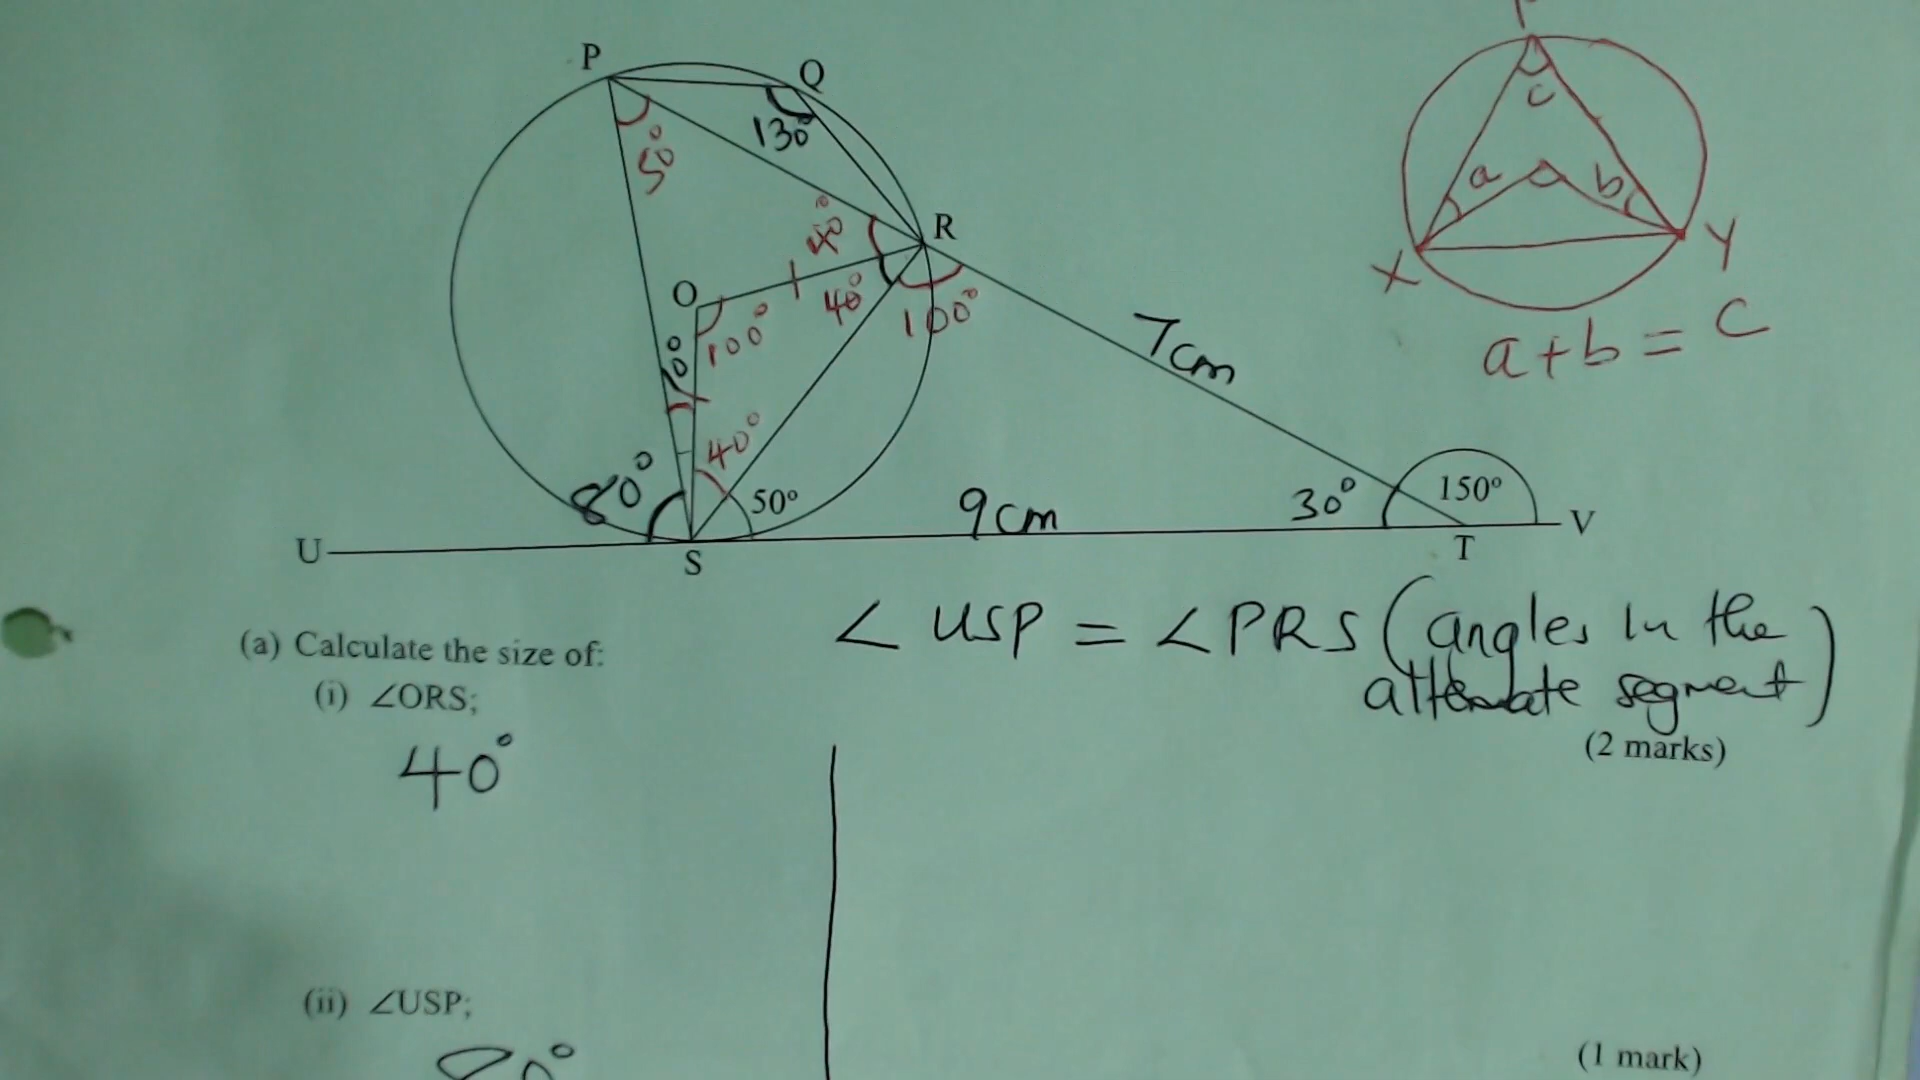 P
Q
130°
50°
R
40°
O
40°
100°
100°
10°
7cm
40°
80°
50°
9cm
30°
150°
V
U
S
T
c
a
b
X
Y
a+b = c
∠USP = ∠PRS (angles in the
alternate segment)
(a) Calculate the size of:
(i) ∠ORS;
(2 marks)
40°
(ii) ∠USP;
80°
(1 mark)